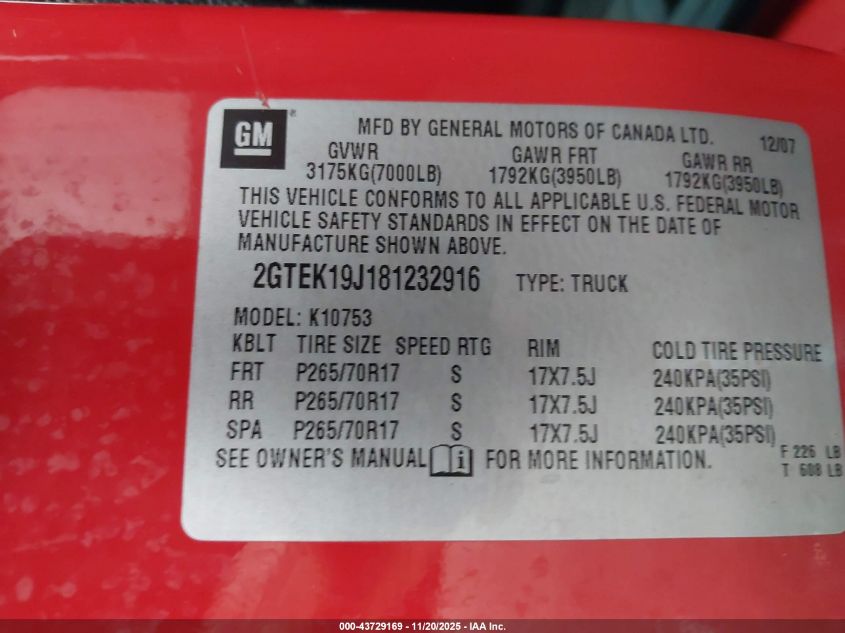 GM ®
MFD BY GENERAL MOTORS OF CANADA LTD. 12/07
GVWR GAWR FRT GAWR RR
3175KG(7000LB) 1792KG(3950LB) 1792KG(3950LB)
THIS VEHICLE CONFORMS TO ALL APPLICABLE U.S. FEDERAL MOTOR
VEHICLE SAFETY STANDARDS IN EFFECT ON THE DATE OF
MANUFACTURE SHOWN ABOVE.
2GTEK19J181232916 TYPE: TRUCK
MODEL: K10753
KBLT TIRE SIZE SPEED RTG RIM COLD TIRE PRESSURE
FRT P265/70R17 S 17X7.5J 240KPA(35PSI)
RR P265/70R17 S 17X7.5J 240KPA(35PSI)
SPA P265/70R17 S 17X7.5J 240KPA(35PSI)
SEE OWNER'S MANUAL i FOR MORE INFORMATION.
F 226 LB
T 608 LB
000-43729169 - 11/20/2025 - IAA Inc.